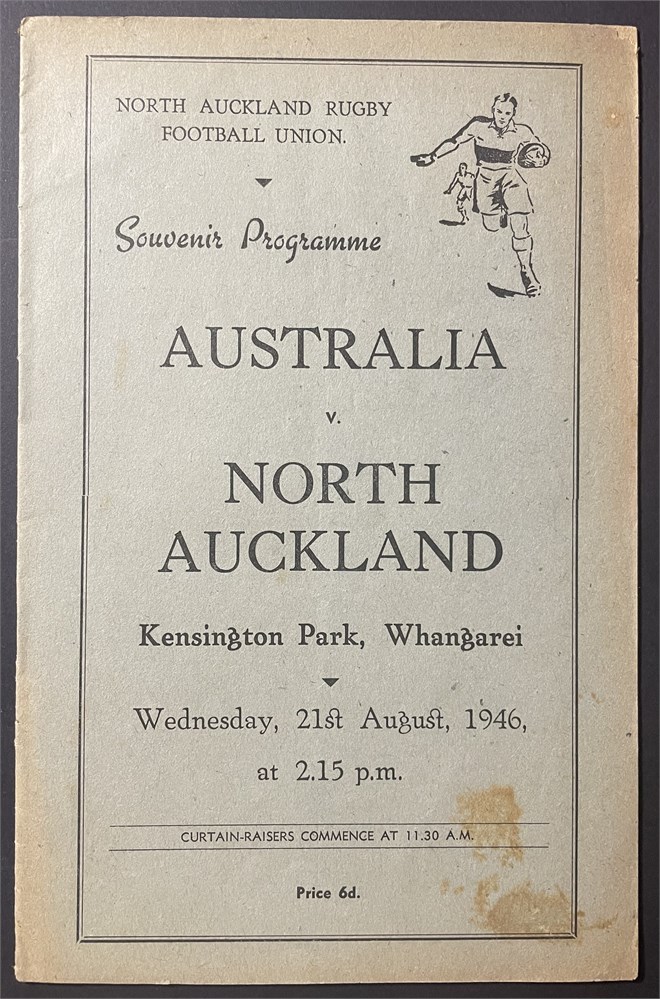 NORTH AUCKLAND RUGBY
FOOTBALL UNION.
Souvenir Programme
AUSTRALIA
v.
NORTH
AUCKLAND
Kensington Park, Whangarei
Wednesday, 21st August, 1946,
at 2.15 p.m.
CURTAIN-RAISERS COMMENCE AT 11.30 A.M.
Price 6d.